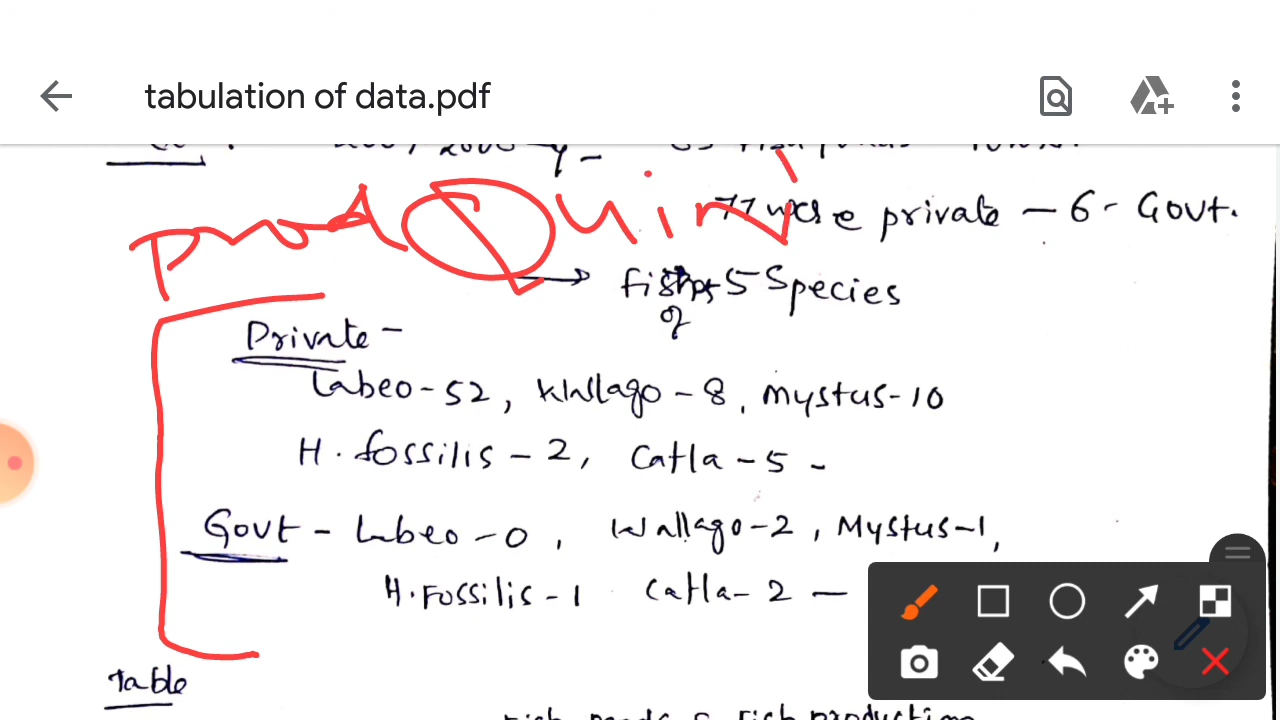 tabulation of data.pdf
77 were private - 6 - Govt.
→ fishes 5 Species
of
Private -
Labeo - 52, Wallago - 8, Mystus - 10
H. fossilis - 2, Catla - 5 -
Govt - Labeo - 0, Wallago - 2, Mystus - 1,
H. Fossilis - 1 Catla - 2 -
Table